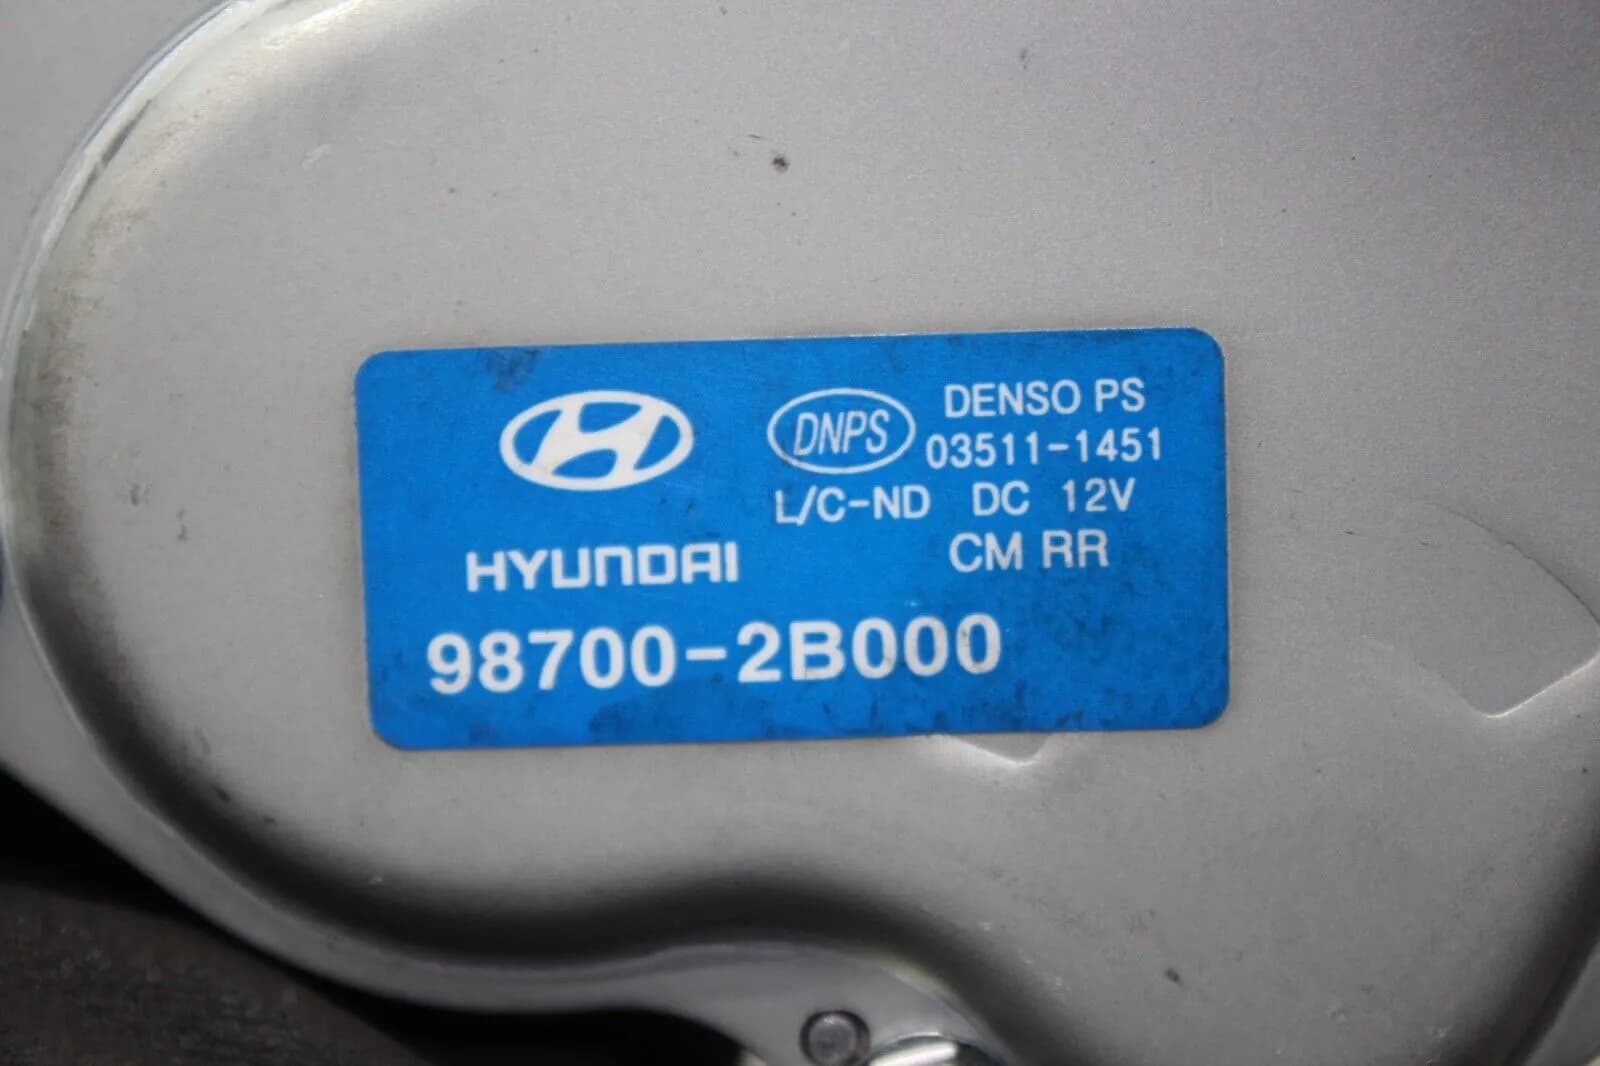 DNPS DENSO PS
03511-1451
L/C-ND DC 12V
HYUNDAI CM RR
98700-2B000